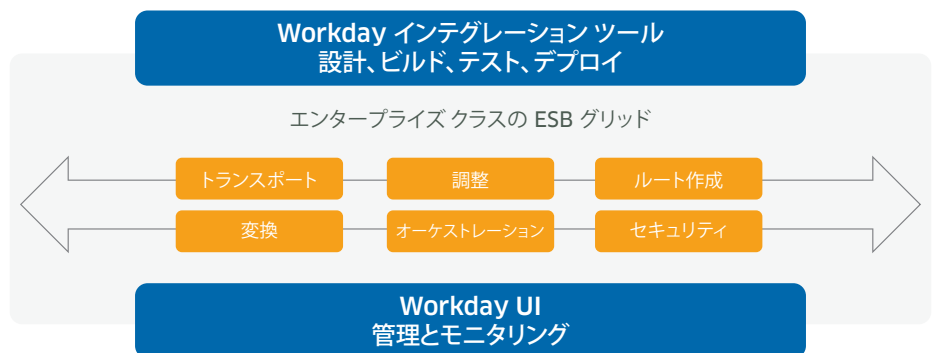 Workday インテグレーション ツール
設計、ビルド、テスト、デプロイ
エンタープライズ クラスの ESB グリッド
トランスポート
調整
ルート作成
変換
オーケストレーション
セキュリティ
Workday UI
管理とモニタリング